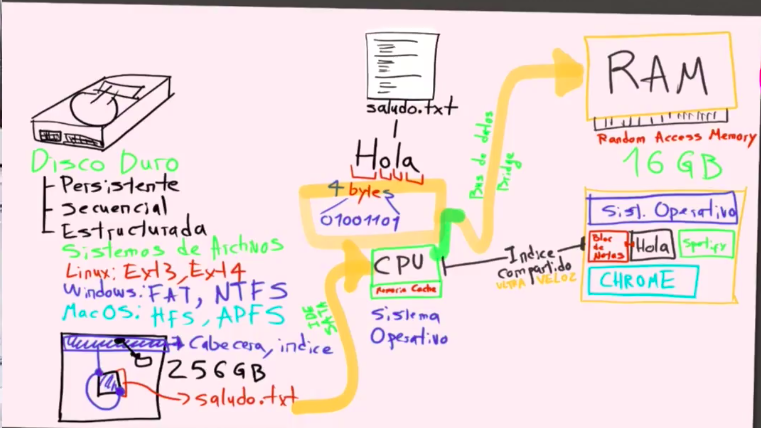 Disco Duro
Persistente
Secuencial
Estructurada
Sistemas de Archivos
Linux: Ext3, Ext4
Windows: FAT, NTFS
MacOS: HFS, APFS
Cabecera, indice
256GB
saludo.txt
saludo.txt
Hola
4 bytes
01001101
CPU
Memoria Cache
Sistema
Operativo
IDE
SATA
Bus de datos
Bridge
RAM
Random Access Memory
16 GB
Indice
compartido
ULTRA VELOZ
Sist. Operativo
Bloc
de
Notas
Hola
Spotify
CHROME